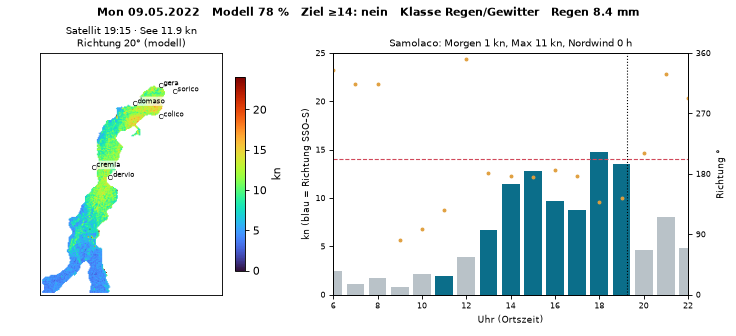 Mon 09.05.2022   Modell 78 %   Ziel ≥14: nein   Klasse Regen/Gewitter   Regen 8.4 mm
Satellit 19:15 · See 11.9 kn
Richtung 20° (modell)
gera
sorico
domaso
colico
cremia
dervio
20
15
10
5
0
kn
Samolaco: Morgen 1 kn, Max 11 kn, Nordwind 0 h
25
20
15
10
5
0
kn (blau = Richtung SSO–S)
360
270
180
90
0
Richtung °
6 8 10 12 14 16 18 20 22
Uhr (Ortszeit)